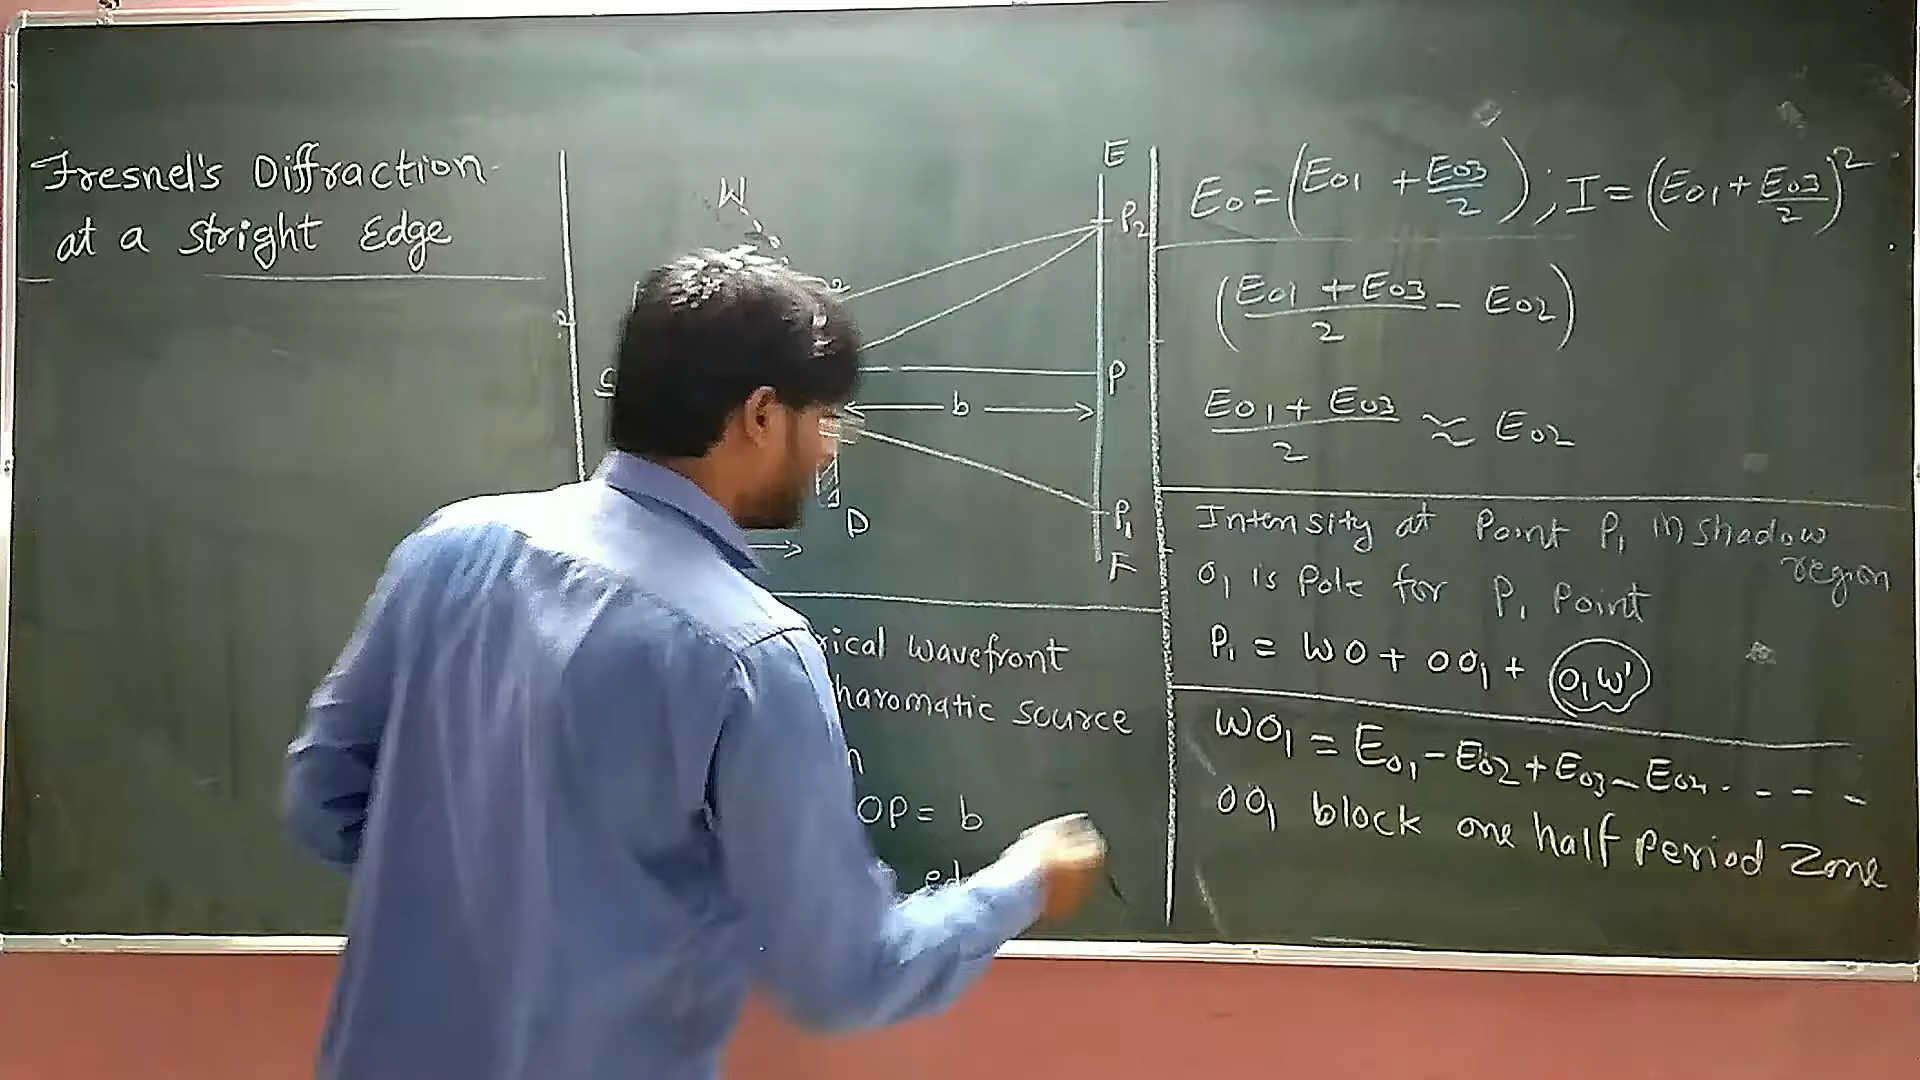 Fresnel's Diffraction
at a Stright Edge
W
E
P2
S
P
b
D
P1
F
rical Wavefront
haromatic source
n
OP = b
ed
E01 = (E01 + E03/2) ; I = (E01 + E03/2)²
((E01 + E03)/2 - E02)
(E01 + E03)/2 ≈ E02
Intensity at Point P1 in shadow
region
O1 is Pole for P1 Point
P1 = WO + OO1 + O1W'
WO1 = E01 - E02 + E03 - E04 - - - -
OO1 block one half Period Zone